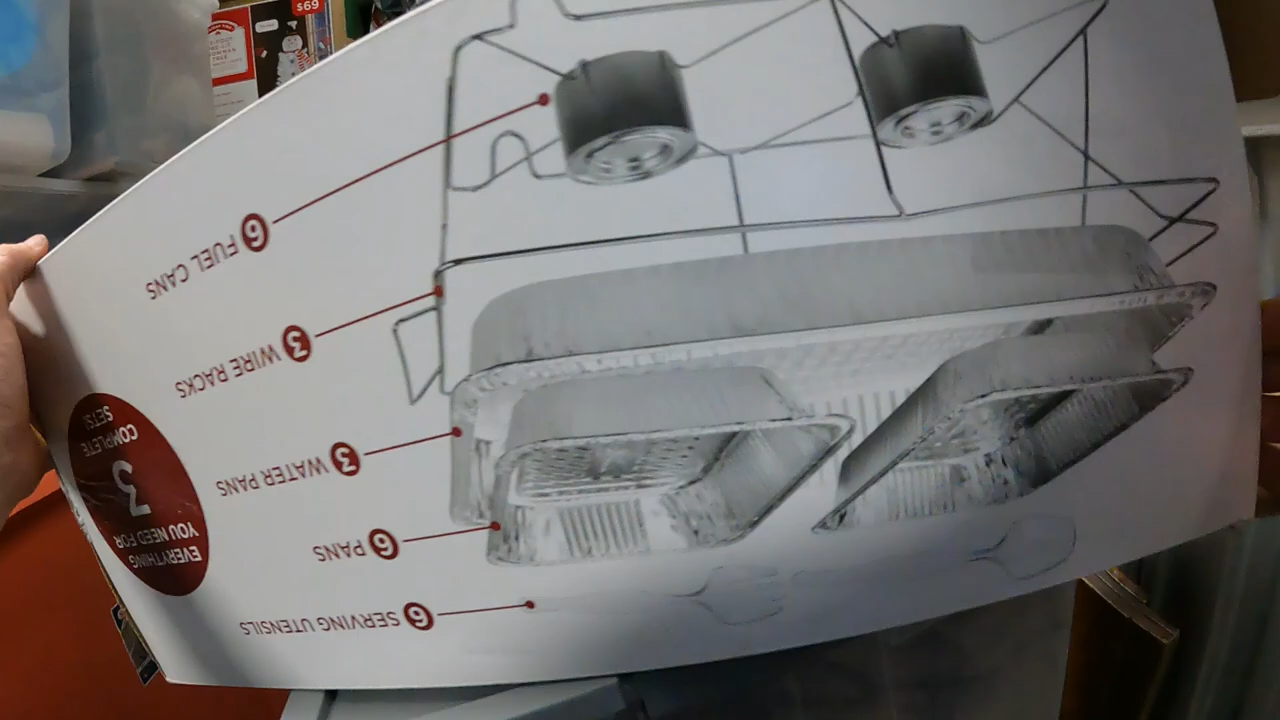 6 SERVING UTENSILS
6 PANS
3 WATER PANS
3 WIRE RACKS
6 FUEL CANS
EVERYTHING
YOU NEED FOR
3
COMPLETE
SETS!
$69